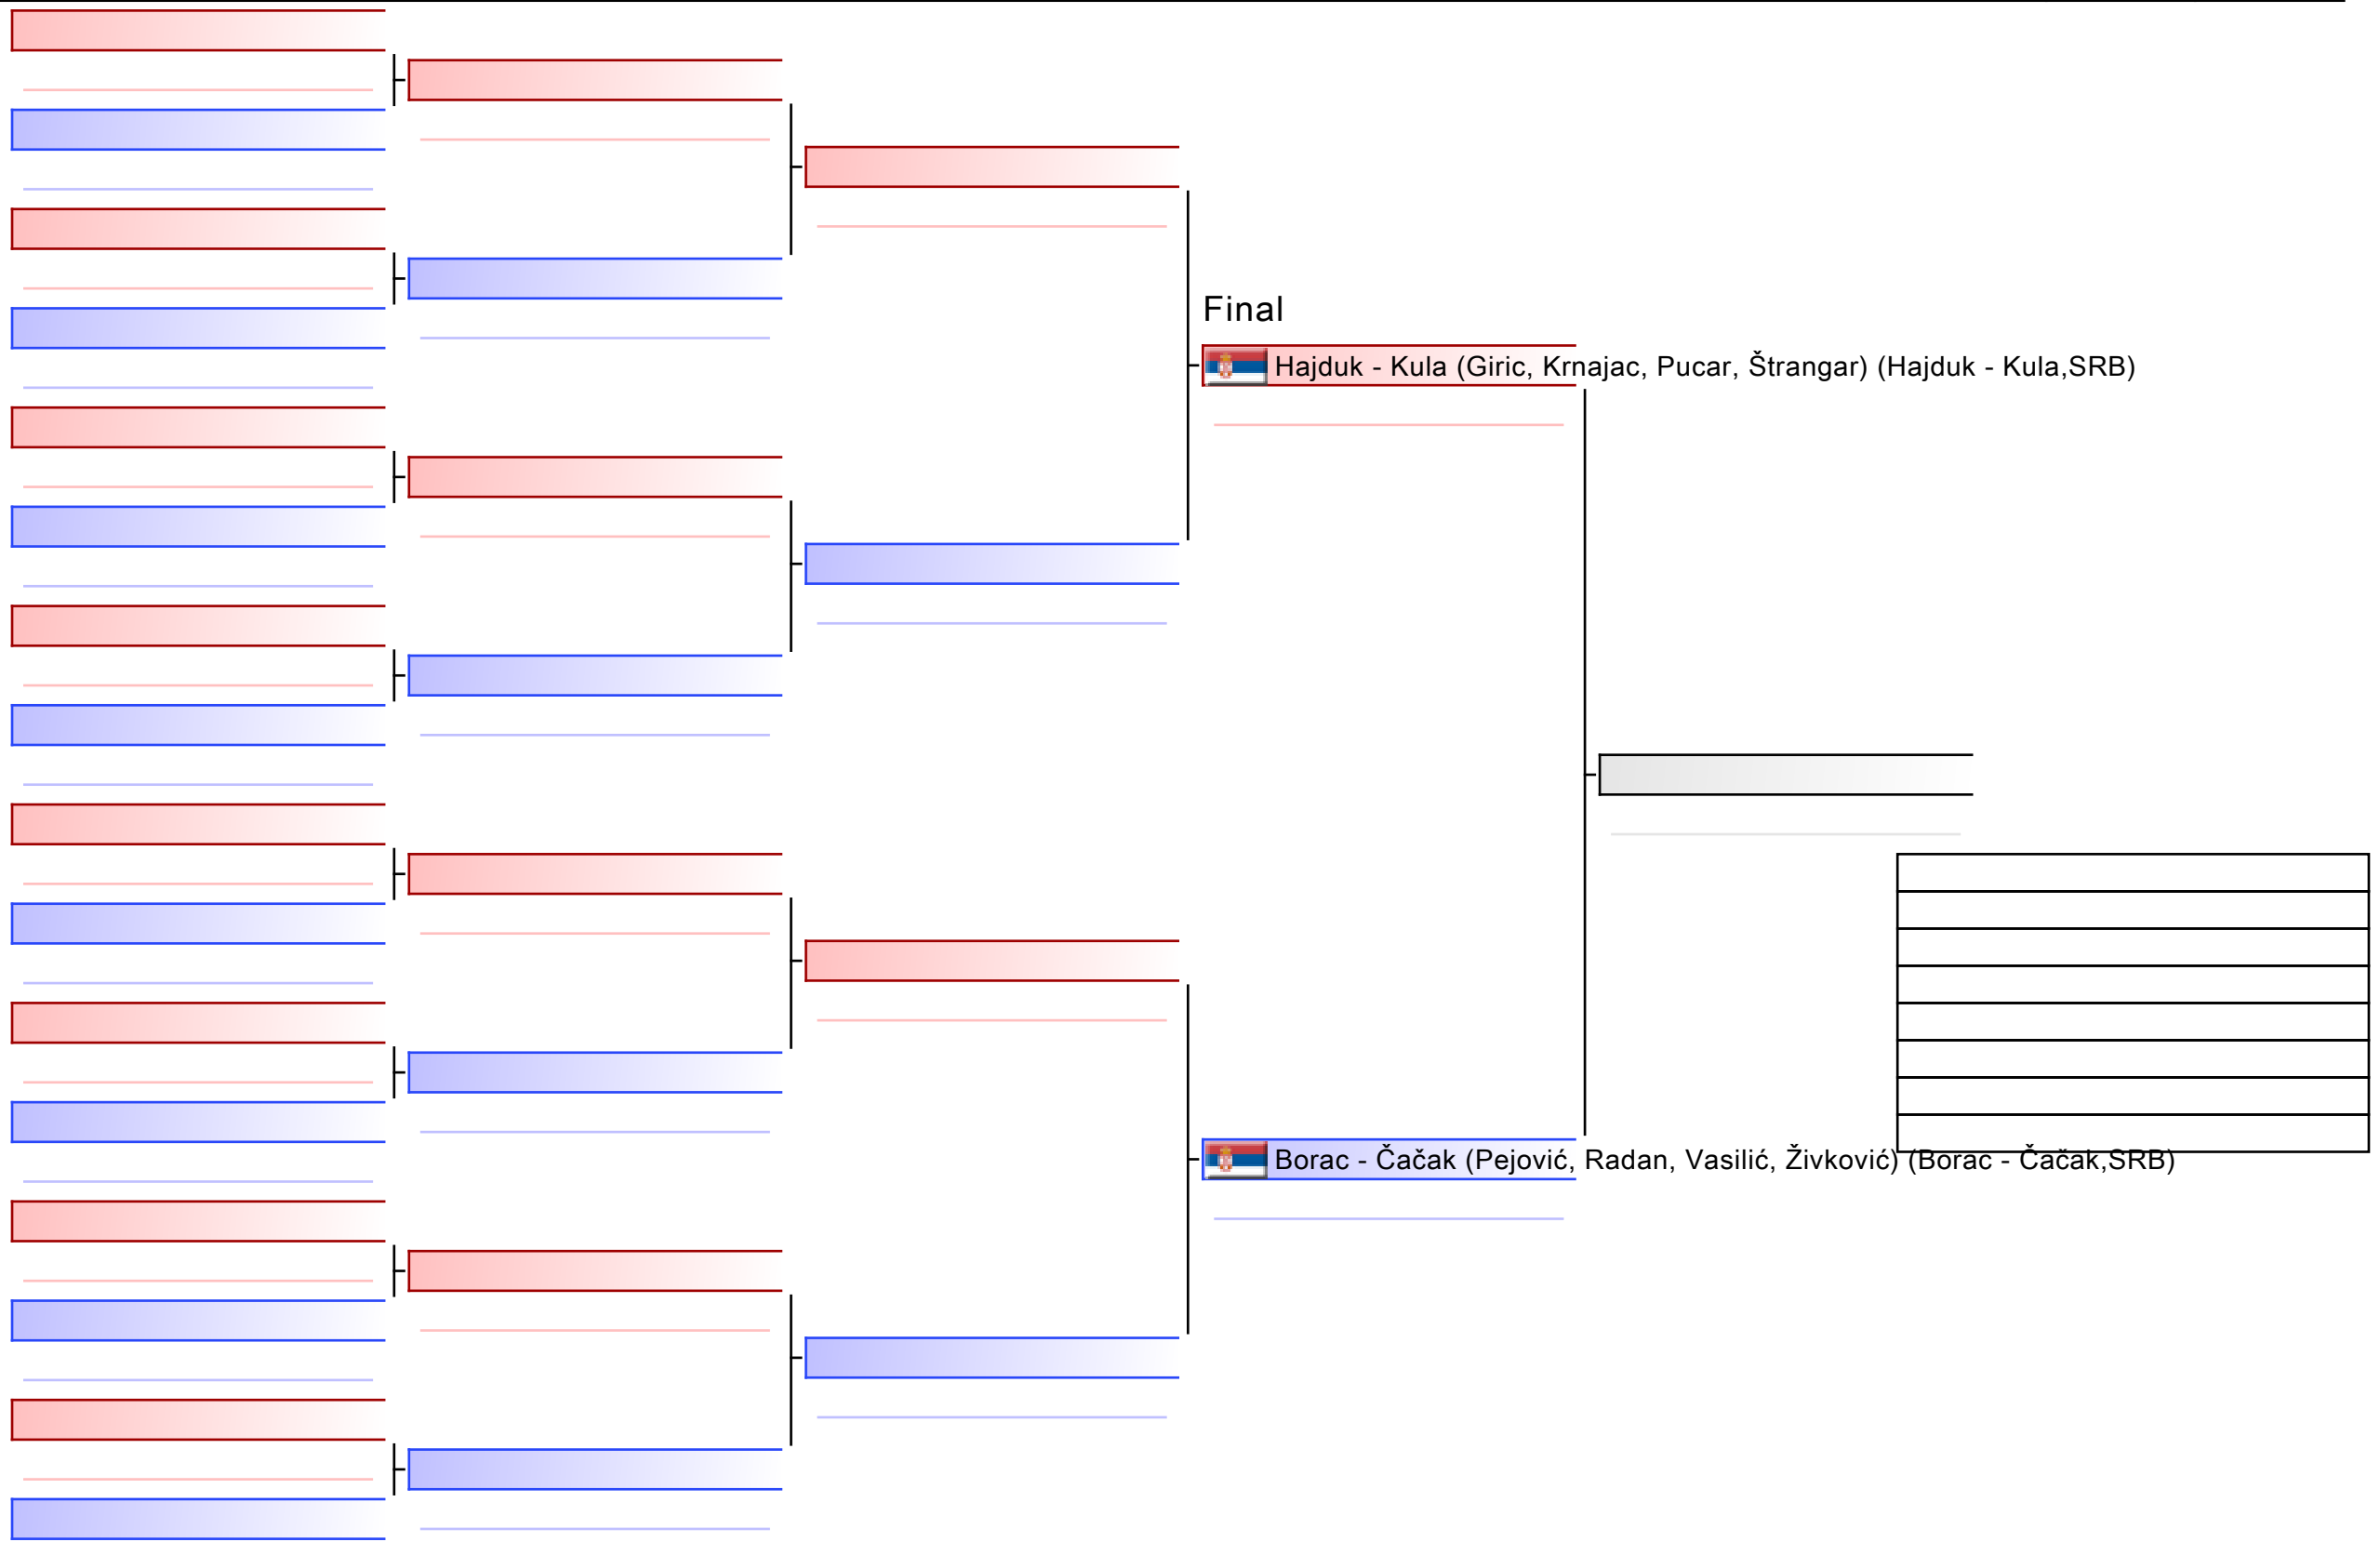 Final
Hajduk - Kula (Giric, Krnajac, Pucar, Štrangar) (Hajduk - Kula,SRB)
Borac - Čačak (Pejović, Radan, Vasilić, Živković) (Borac - Čačak,SRB)